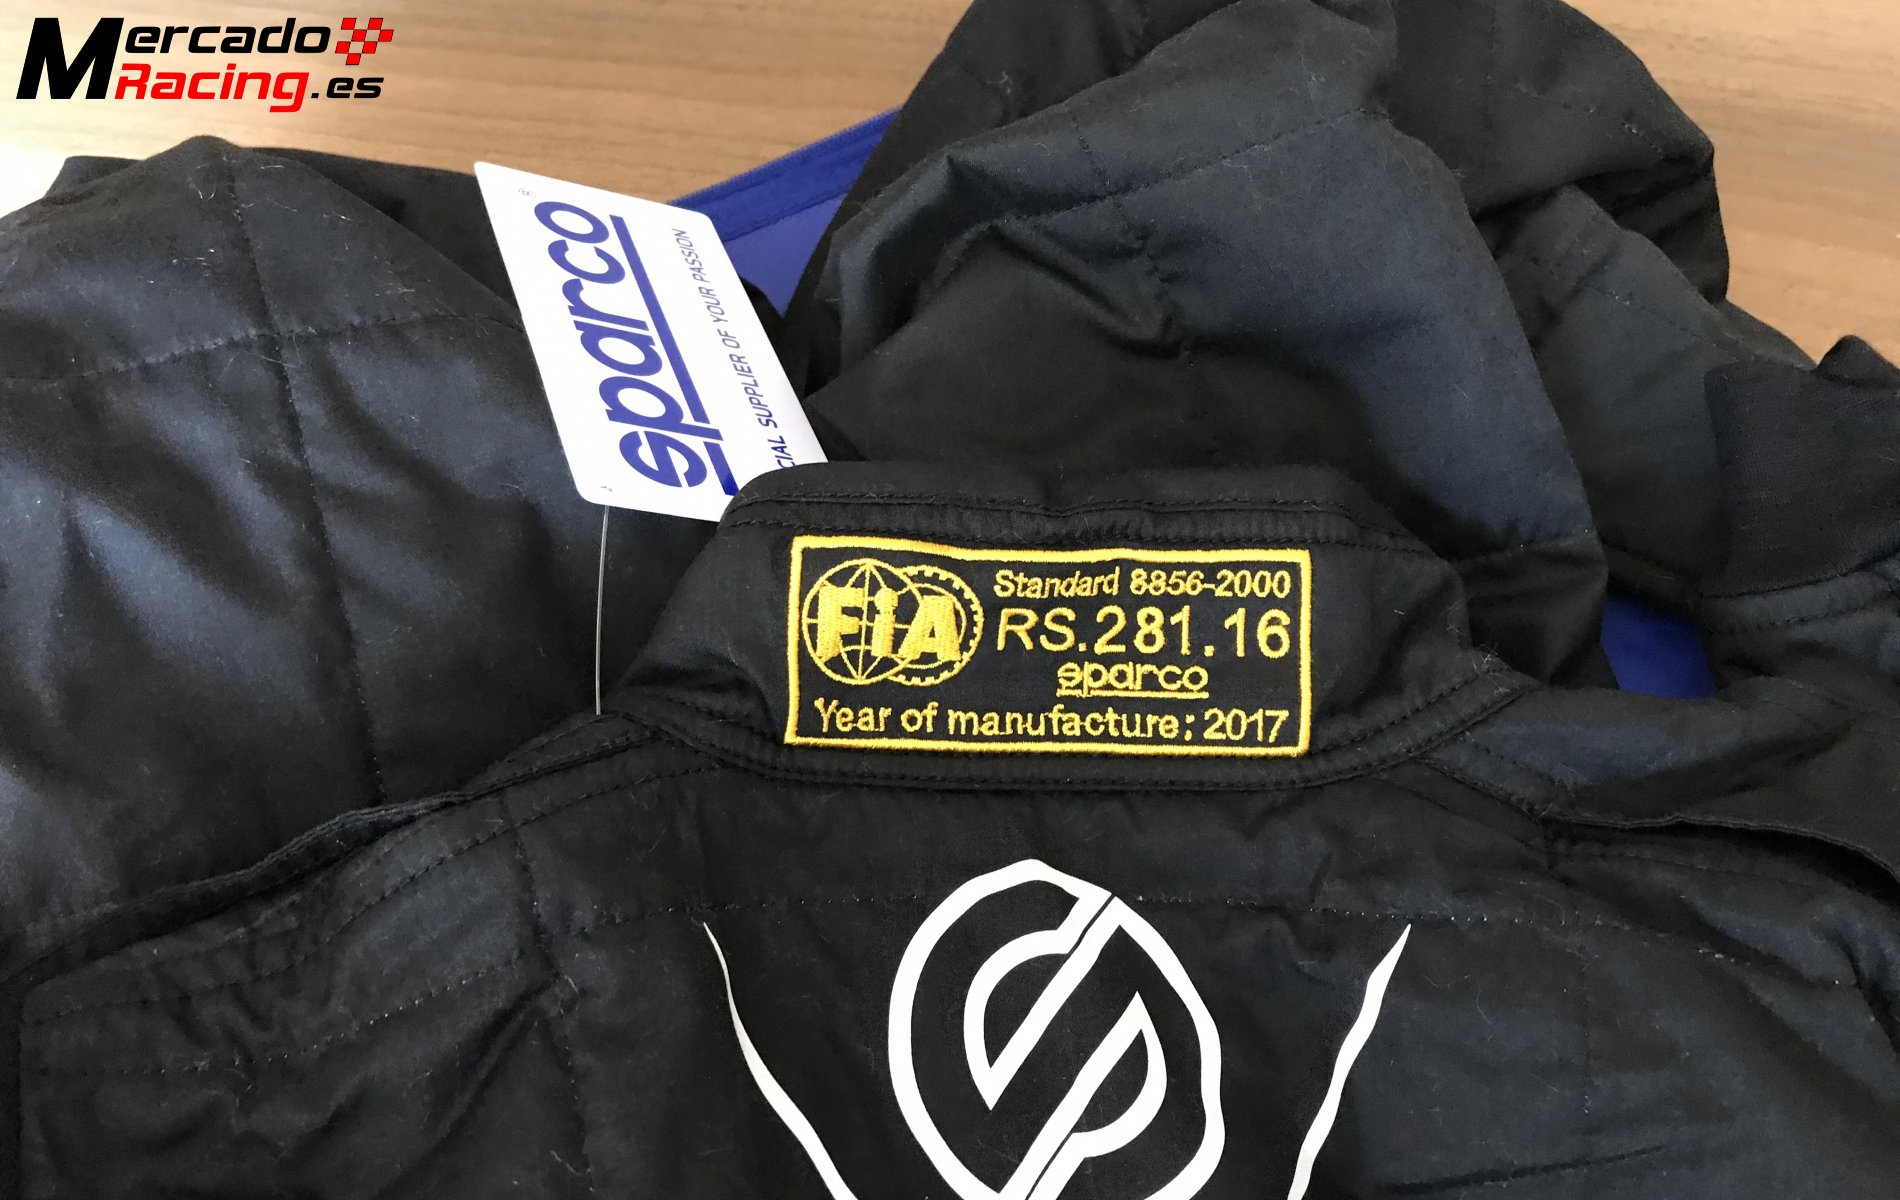 Mercado
Racing.es
sparco
CIAL SUPPLIER OF YOUR PASSION
FiA
Standard 8856-2000
RS.281.16
sparco
Year of manufacture: 2017